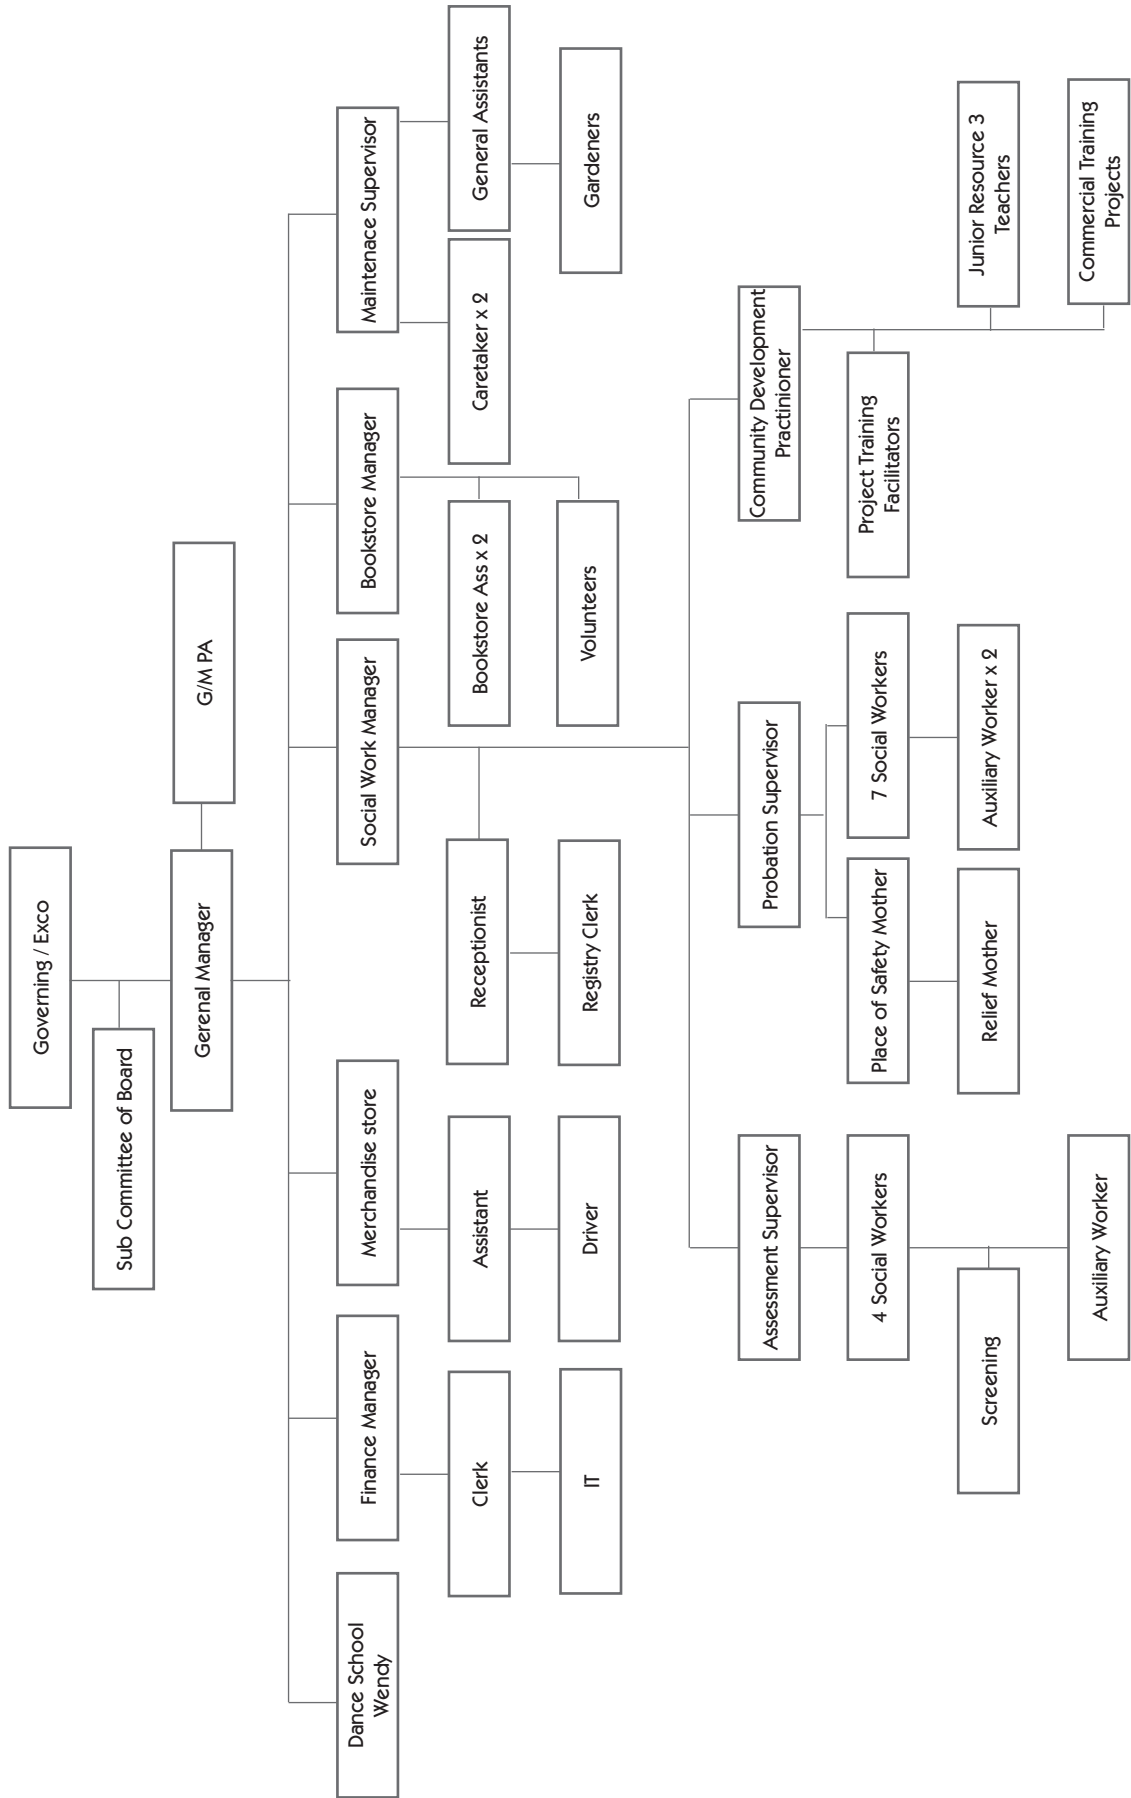 Governing / Exco
Sub Committee of Board
Gerenal Manager
G/M PA
Dance School
Wendy
Finance Manager
Merchandise store
Social Work Manager
Bookstore Manager
Maintenace Supervisor
Clerk
Assistant
Receptionist
Bookstore Ass x 2
Caretaker x 2
General Assistants
IT
Driver
Registry Clerk
Volunteers
Gardeners
Assessment Supervisor
Probation Supervisor
Community Development
Practinioner
4 Social Workers
Place of Safety Mother
7 Social Workers
Project Training
Facilitators
Screening
Relief Mother
Auxiliary Worker x 2
Junior Resource 3
Teachers
Auxiliary Worker
Commercial Training
Projects